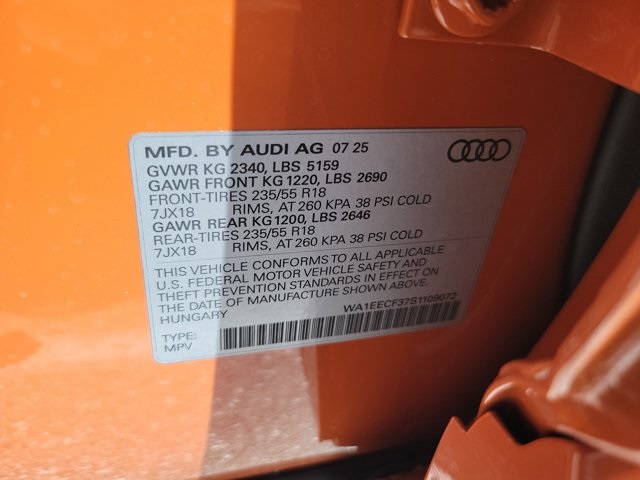 MFD. BY AUDI AG 07 25
GVWR KG 2340, LBS 5159
GAWR FRONT KG 1220, LBS 2690
FRONT-TIRES 235/55 R18
7JX18 RIMS, AT 260 KPA 38 PSI COLD
GAWR REAR KG1200, LBS 2646
REAR-TIRES 235/55 R18
7JX18 RIMS, AT 260 KPA 38 PSI COLD
THIS VEHICLE CONFORMS TO ALL APPLICABLE
U.S. FEDERAL MOTOR VEHICLE SAFETY AND
THEFT PREVENTION STANDARDS IN EFFECT ON
THE DATE OF MANUFACTURE SHOWN ABOVE.
HUNGARY
WA1EECF37S1109072
TYPE:
MPV